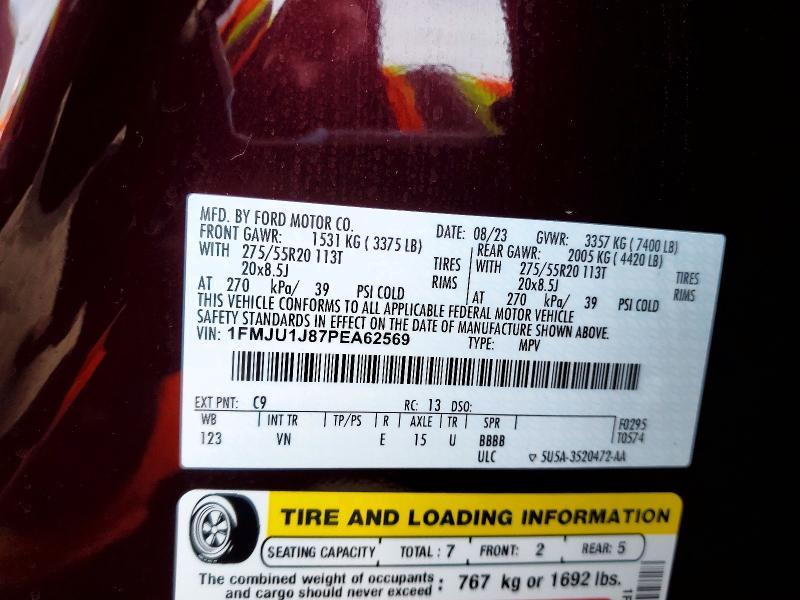 MFD. BY FORD MOTOR CO.
DATE: 08/23 GVWR: 3357 KG ( 7400 LB)
FRONT GAWR: 1531 KG ( 3375 LB) REAR GAWR: 2005 KG ( 4420 LB)
WITH 275/55R20 113T TIRES WITH 275/55R20 113T TIRES
20x8.5J RIMS 20x8.5J RIMS
AT 270 kPa/ 39 PSI COLD AT 270 kPa/ 39 PSI COLD
THIS VEHICLE CONFORMS TO ALL APPLICABLE FEDERAL MOTOR VEHICLE
SAFETY STANDARDS IN EFFECT ON THE DATE OF MANUFACTURE SHOWN ABOVE.
VIN: 1FMJU1J87PEA62569 TYPE: MPV
EXT PNT: C9 RC: 13 DSO:
WB | INT TR | TP/PS | R | AXLE | TR | SPR | F0295
123 VN E 15 U BBBB T0574
ULC ▽ 5U5A-3520472-AA
TIRE AND LOADING INFORMATION
SEATING CAPACITY TOTAL : 7 FRONT: 2 REAR: 5
The combined weight of occupants
and cargo should never exceed : 767 kg or 1692 lbs.